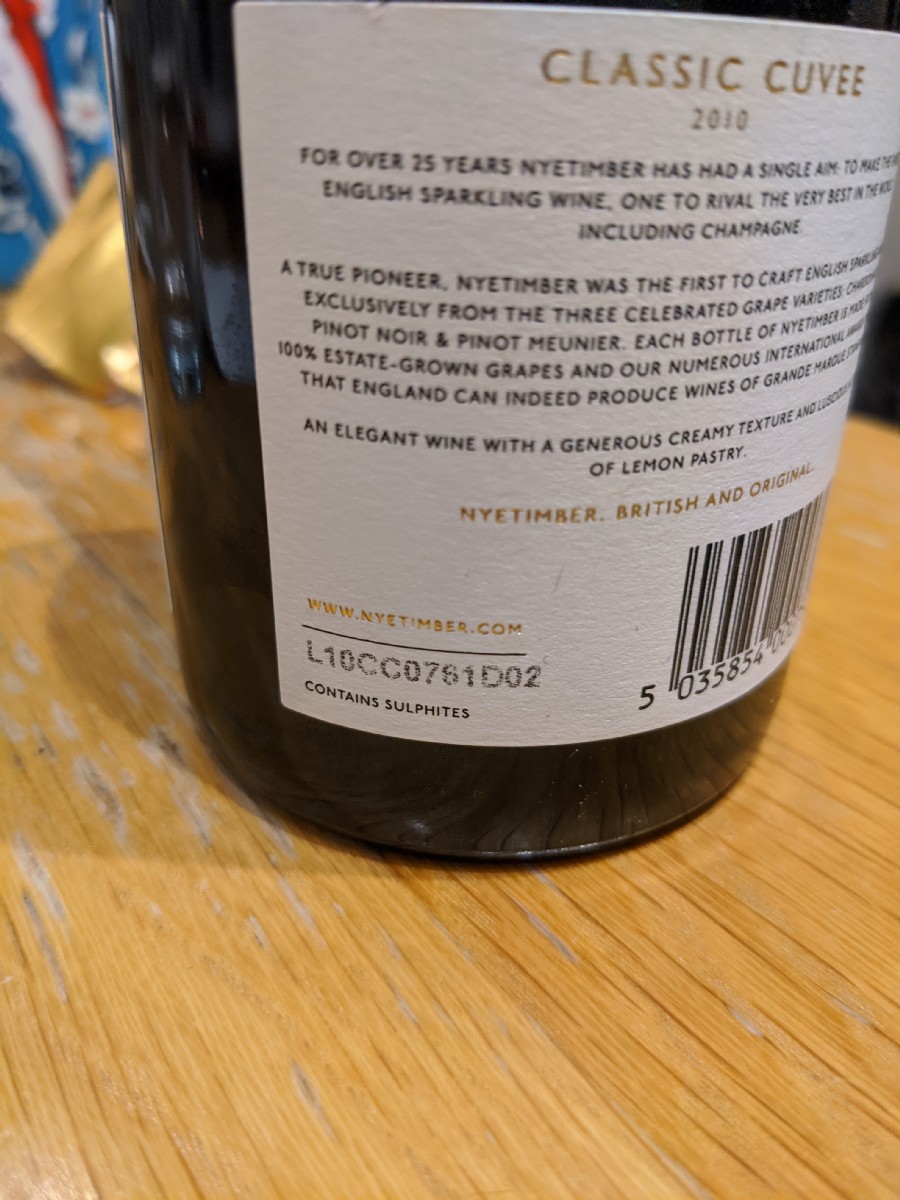 CLASSIC CUVEE
2010
FOR OVER 25 YEARS NYETIMBER HAS HAD A SINGLE AIM: TO MAKE THE
ENGLISH SPARKLING WINE, ONE TO RIVAL THE VERY BEST IN THE
INCLUDING CHAMPAGNE.
A TRUE PIONEER, NYETIMBER WAS THE FIRST TO CRAFT ENGLISH
EXCLUSIVELY FROM THE THREE CELEBRATED GRAPE VARIETIES:
PINOT NOIR & PINOT MEUNIER. EACH BOTTLE OF NYETIMBER IS MADE
100% ESTATE-GROWN GRAPES AND OUR NUMEROUS INTERNATIONAL
THAT ENGLAND CAN INDEED PRODUCE WINES OF GRANDE MARQUE
AN ELEGANT WINE WITH A GENEROUS CREAMY TEXTURE AND
OF LEMON PASTRY.
NYETIMBER. BRITISH AND ORIGINAL.
WWW.NYETIMBER.COM
L10CC0761D02
CONTAINS SULPHITES
5 035854